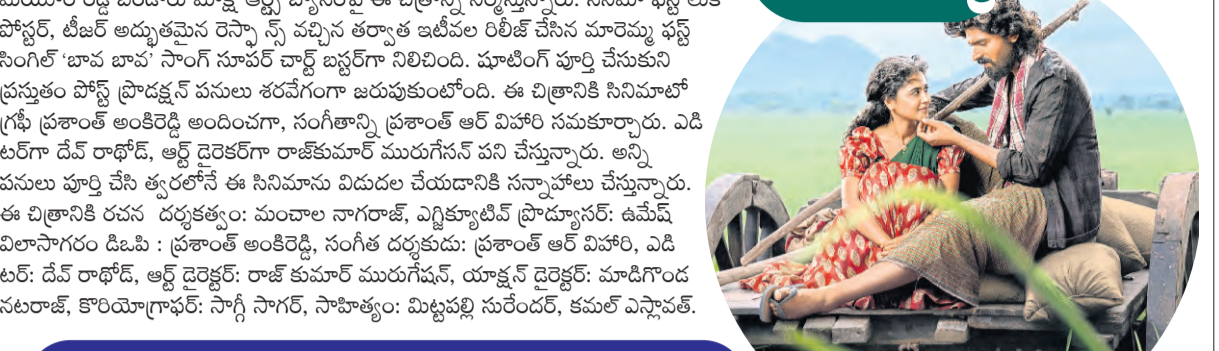 పోస్టర్, టీజర్ అద్భుతమైన రెస్పా న్స్ వచ్చిన తర్వాత ఇటీవల రిలీజ్ చేసిన మారెమ్మ ఫస్ట్
సింగిల్ ‘బావ బావ’ సాంగ్ సూపర్ చార్ట్ బస్టర్‌గా నిలిచింది. షూటింగ్ పూర్తి చేసుకుని
ప్రస్తుతం పోస్ట్ ప్రొడక్షన్ పనులు శరవేగంగా జరుపుకుంటోంది. ఈ చిత్రానికి సినిమాటో
గ్రఫీ ప్రశాంత్ అంకిరెడ్డి అందించగా, సంగీతాన్ని ప్రశాంత్ ఆర్ విహారి సమకూర్చారు. ఎడి
టర్‌గా దేవ్ రాథోడ్, ఆర్ట్ డైరెకర్‌గా రాజ్‌కుమార్ మురుగేసన్ పని చేస్తున్నారు. అన్ని
పనులు పూర్తి చేసి త్వరలోనే ఈ సినిమాను విడుదల చేయడానికి సన్నాహాలు చేస్తున్నారు.
ఈ చిత్రానికి రచన దర్శకత్వం: మంచాల నాగరాజ్, ఎగ్జిక్యూటివ్ ప్రొడ్యూసర్: ఉమేష్
విలాసాగరం డిఒపి : ప్రశాంత్ అంకిరెడ్డి, సంగీత దర్శకుడు: ప్రశాంత్ ఆర్ విహారి, ఎడి
టర్: దేవ్ రాథోడ్, ఆర్ట్ డైరెక్టర్: రాజ్ కుమార్ మురుగేషన్, యాక్షన్ డైరెక్టర్: మాడిగొండ
నటరాజ్, కొరియోగ్రాఫర్: సాగ్గీ సాగర్, సాహిత్యం: మిట్టపల్లి సురేందర్, కమల్ ఎస్లావత్.